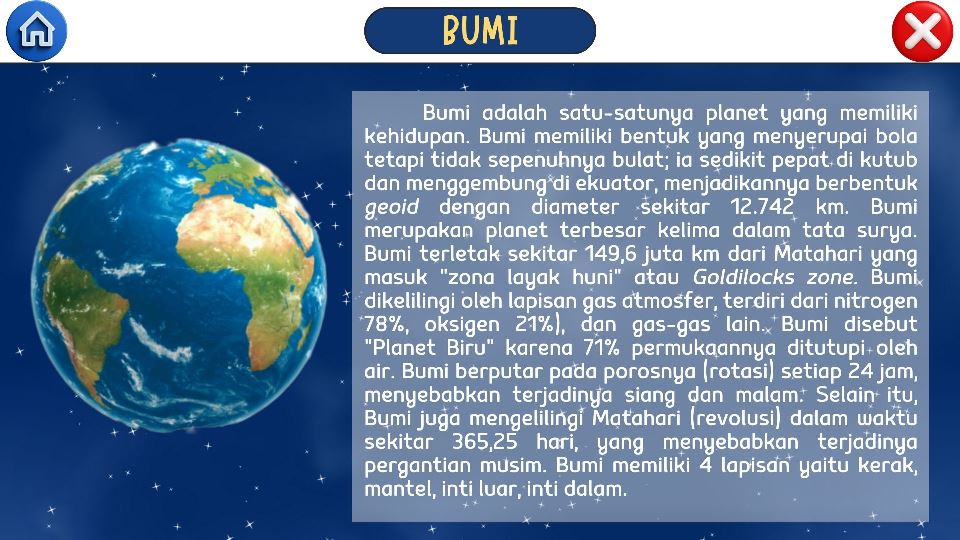 BUMI
Bumi adalah satu-satunya planet yang memiliki
kehidupan. Bumi memiliki bentuk yang menyerupai bola
tetapi tidak sepenuhnya bulat; ia sedikit pepat di kutub
dan menggembung di ekuator, menjadikannya berbentuk
geoid dengan diameter sekitar 12.742 km. Bumi
merupakan planet terbesar kelima dalam tata surya.
Bumi terletak sekitar 149,6 juta km dari Matahari yang
masuk "zona layak huni" atau Goldilocks zone. Bumi
dikelilingi oleh lapisan gas atmosfer, terdiri dari nitrogen
78%, oksigen 21%), dan gas-gas lain. Bumi disebut
"Planet Biru" karena 71% permukaannya ditutupi oleh
air. Bumi berputar pada porosnya (rotasi) setiap 24 jam,
menyebabkan terjadinya siang dan malam. Selain itu,
Bumi juga mengelilingi Matahari (revolusi) dalam waktu
sekitar 365,25 hari, yang menyebabkan terjadinya
pergantian musim. Bumi memiliki 4 lapisan yaitu kerak,
mantel, inti luar, inti dalam.